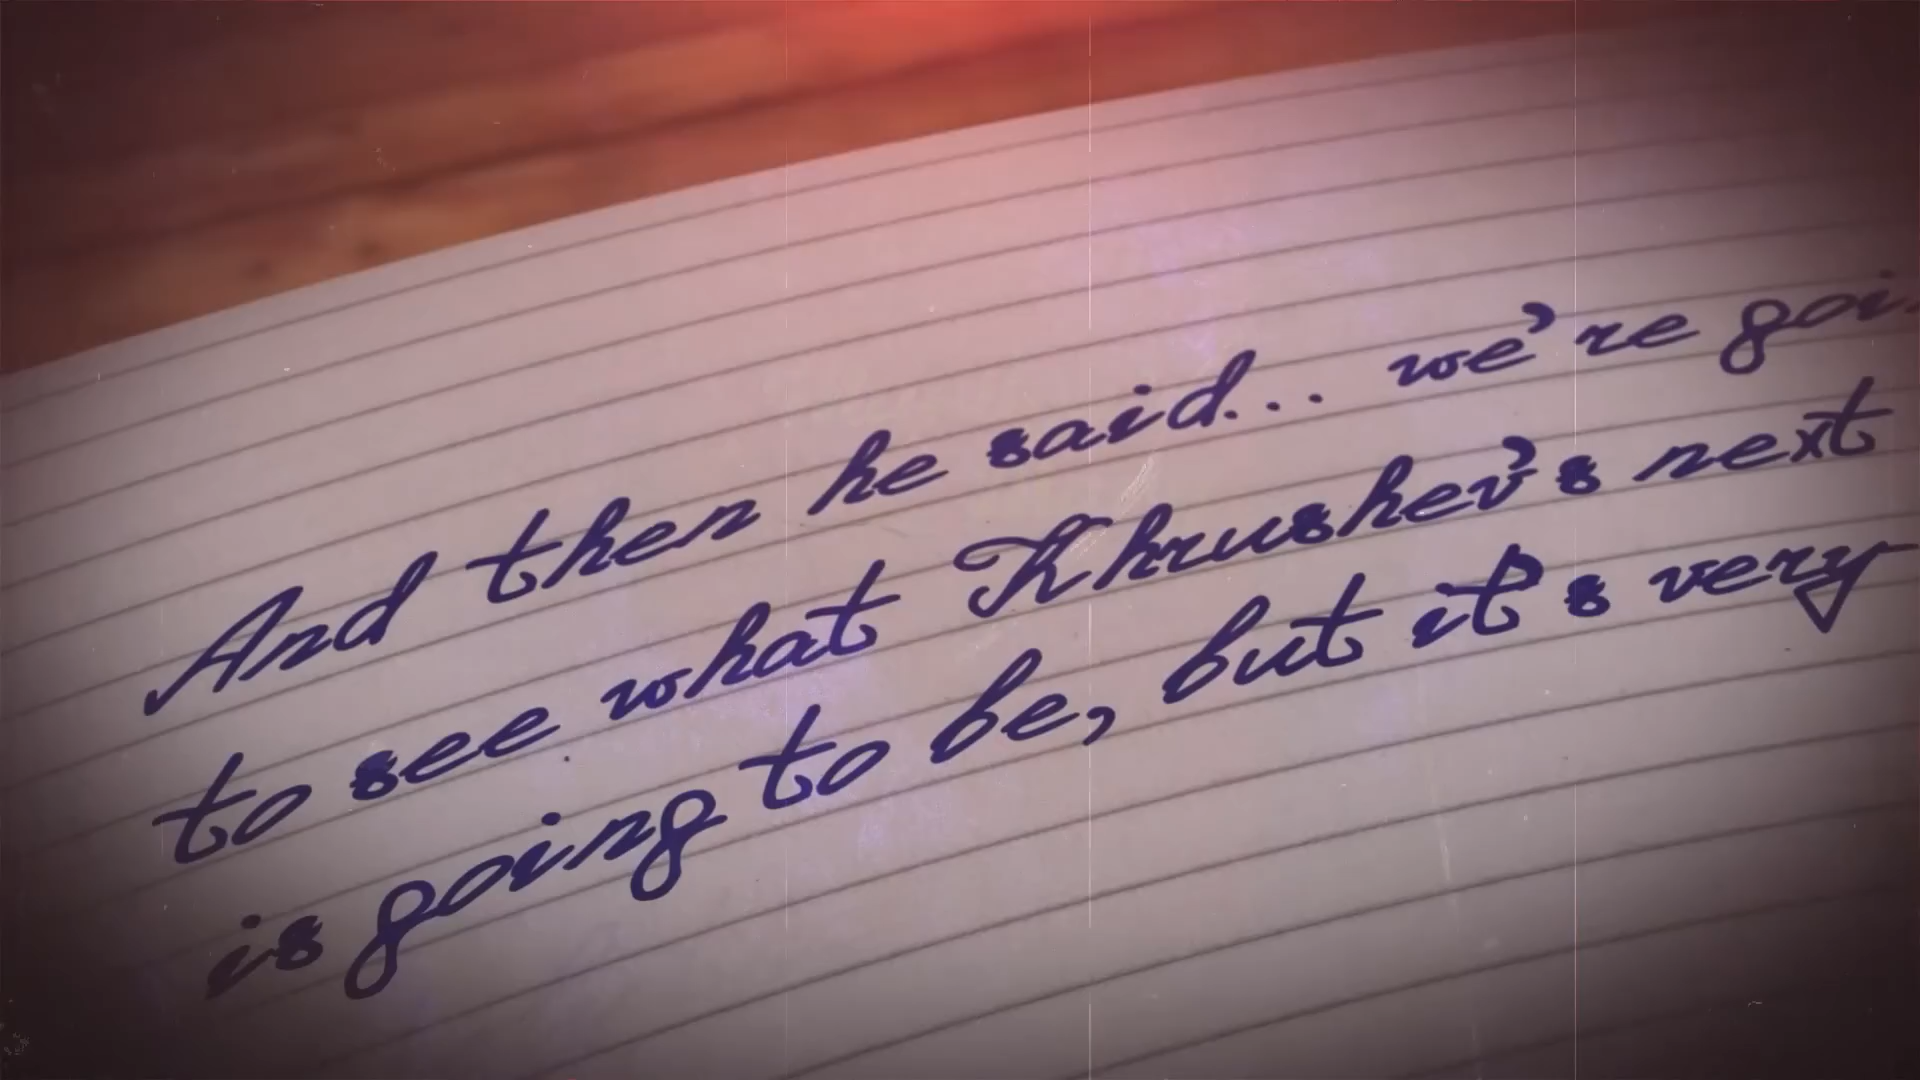 And then he said... we're goi
to see what Khrushev's next
is going to be, but it's very